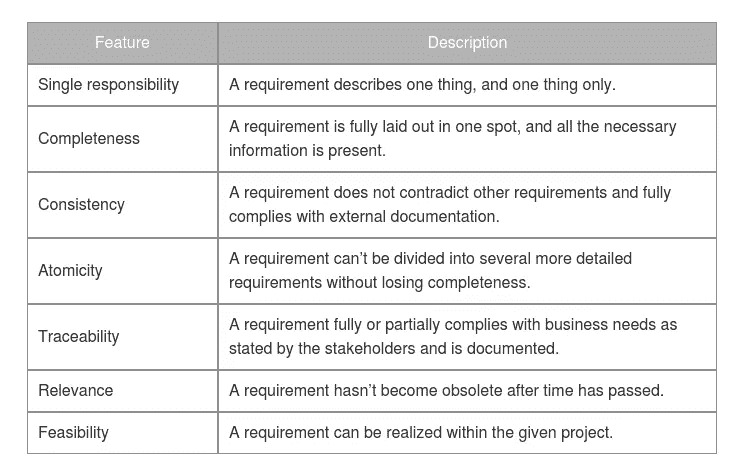 Feature Description
Single responsibility A requirement describes one thing, and one thing only.
Completeness A requirement is fully laid out in one spot, and all the necessary
information is present.
Consistency A requirement does not contradict other requirements and fully
complies with external documentation.
Atomicity A requirement can’t be divided into several more detailed
requirements without losing completeness.
Traceability A requirement fully or partially complies with business needs as
stated by the stakeholders and is documented.
Relevance A requirement hasn’t become obsolete after time has passed.
Feasibility A requirement can be realized within the given project.